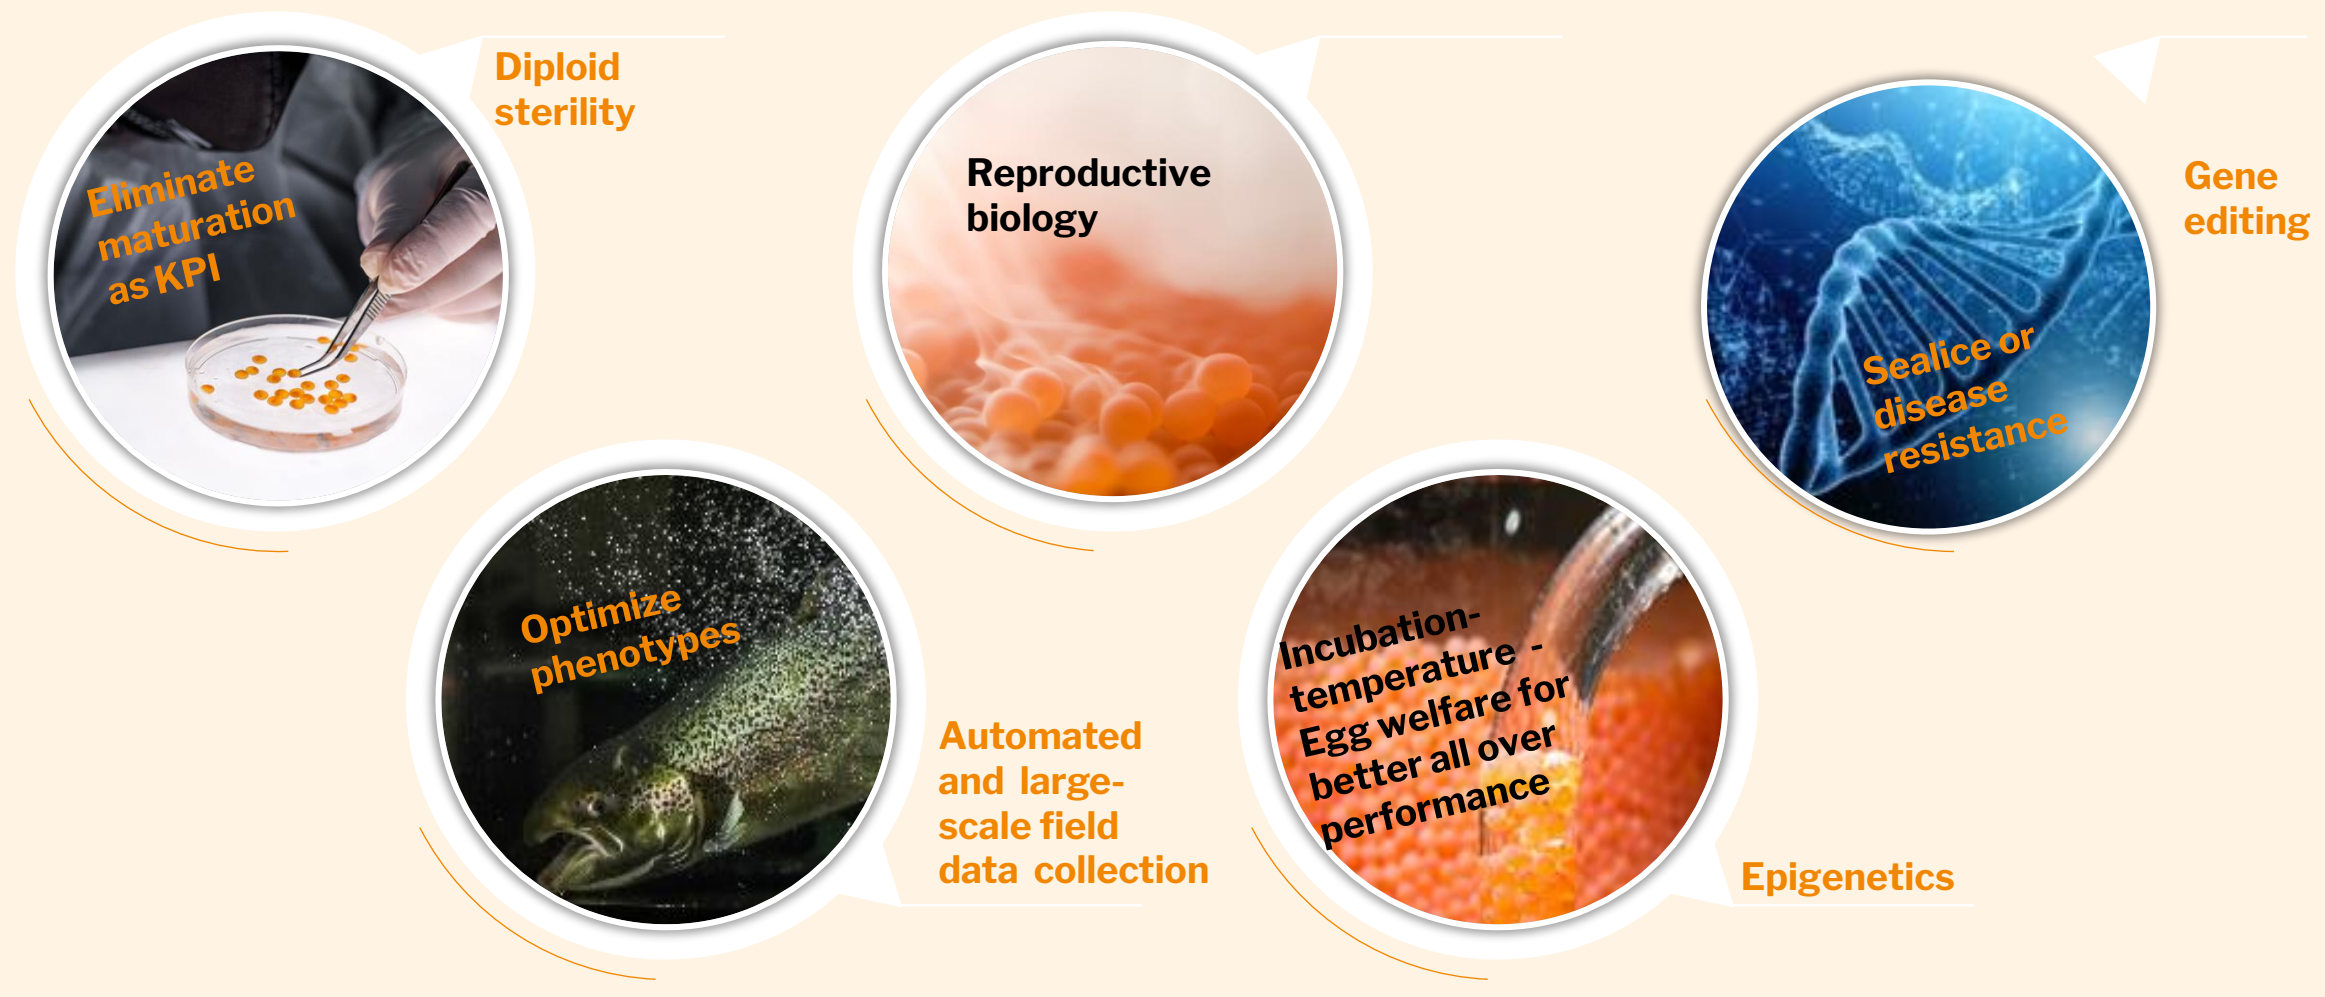 Diploid
sterility
Eliminate
maturation
as KPI
Reproductive
biology
Gene
editing
Sealice or
disease
resistance
Optimize
phenotypes
Automated
and large-
scale field
data collection
Incubation-
temperature -
Egg welfare for
better all over
performance
Epigenetics